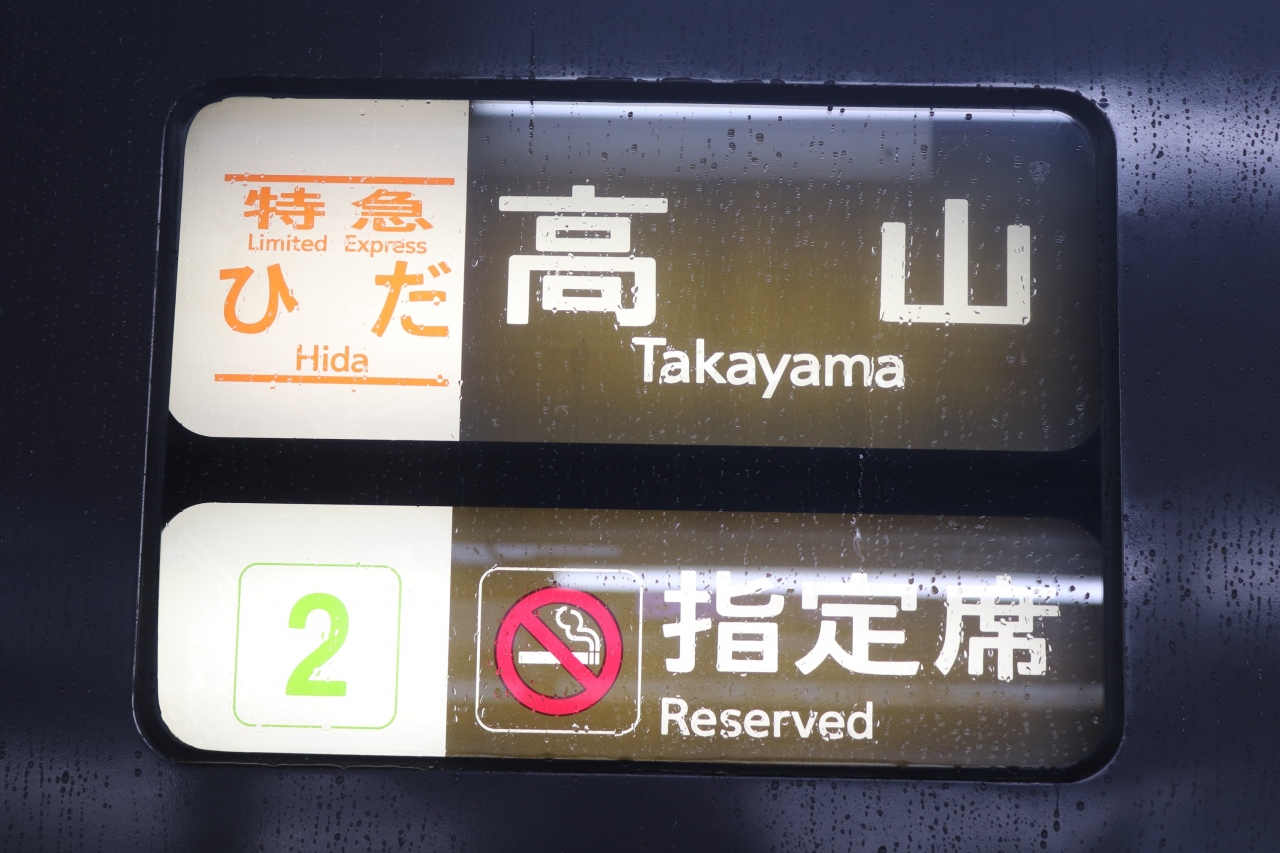 特急
Limited Express
ひだ
Hida
高山
Takayama
2
指定席
Reserved